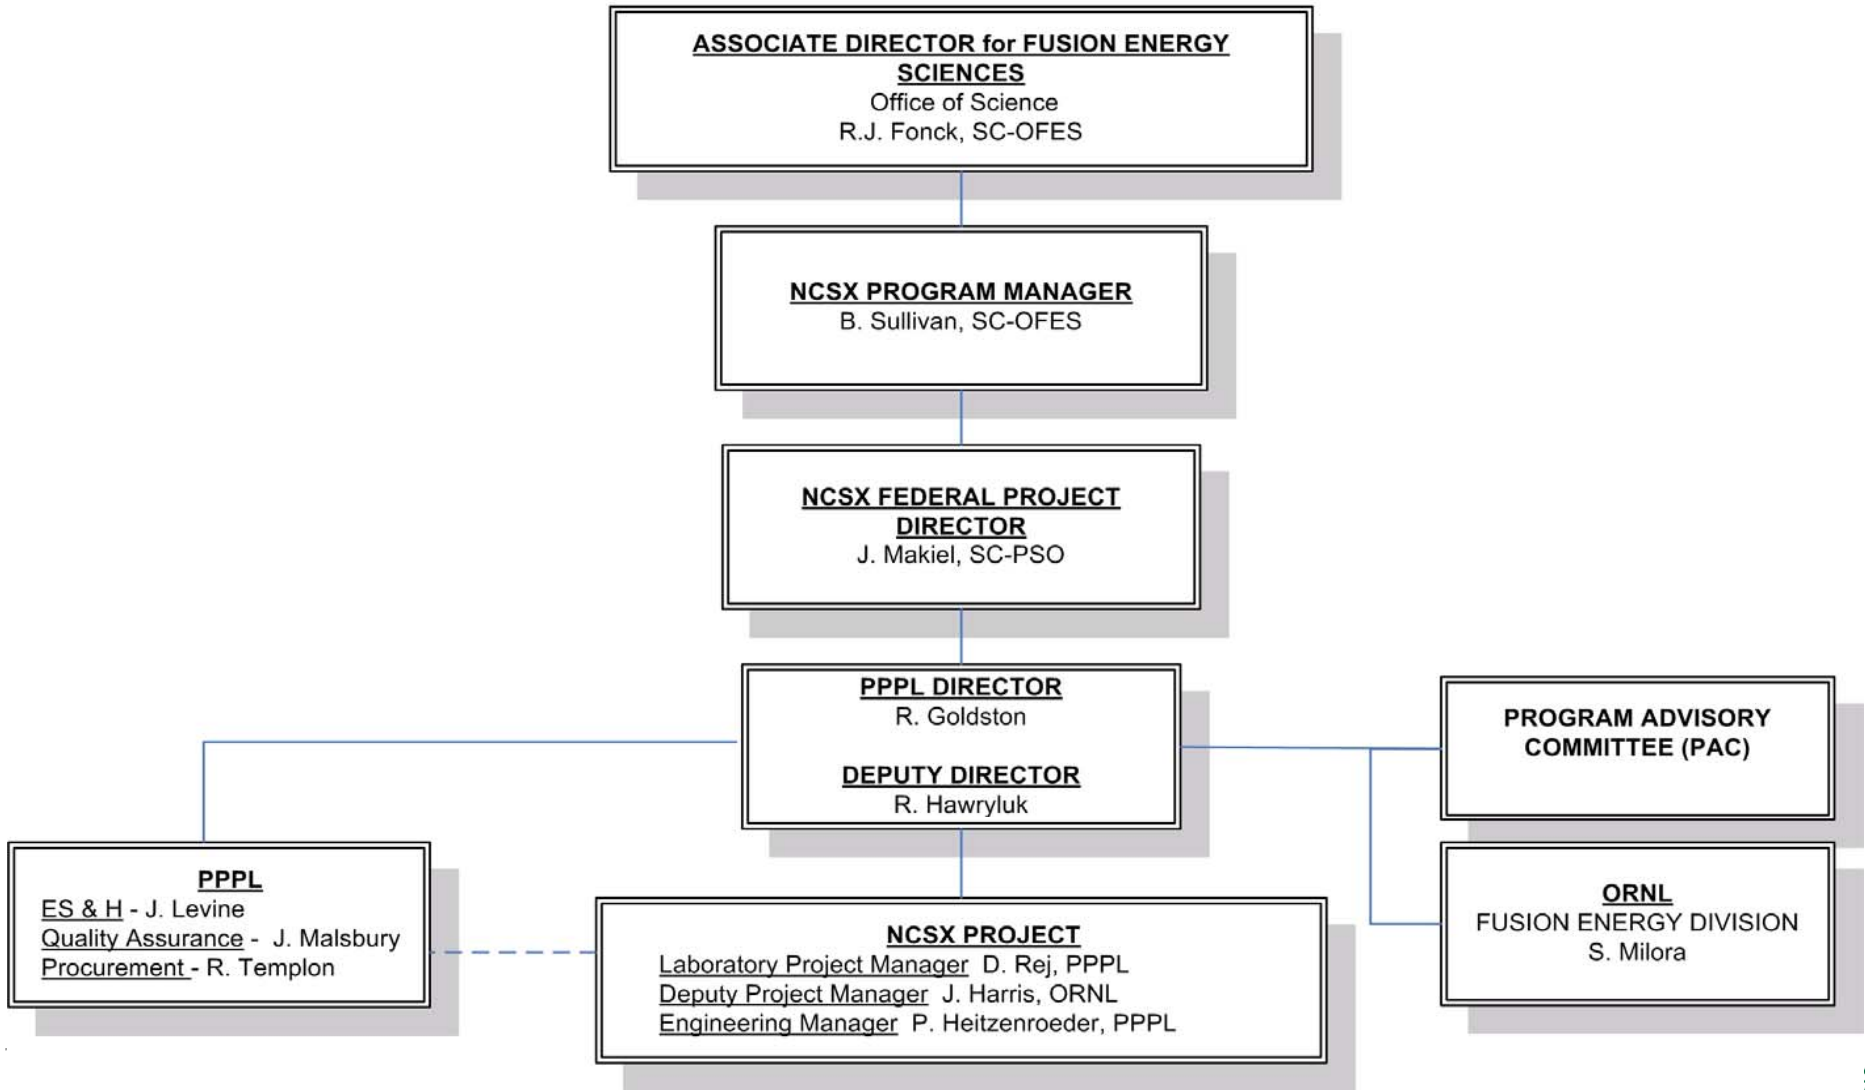 ASSOCIATE DIRECTOR for FUSION ENERGY
SCIENCES
Office of Science
R.J. Fonck, SC-OFES
NCSX PROGRAM MANAGER
B. Sullivan, SC-OFES
NCSX FEDERAL PROJECT
DIRECTOR
J. Makiel, SC-PSO
PPPL DIRECTOR
R. Goldston
DEPUTY DIRECTOR
R. Hawryluk
PROGRAM ADVISORY
COMMITTEE (PAC)
PPPL
ES & H - J. Levine
Quality Assurance - J. Malsbury
Procurement - R. Templon
NCSX PROJECT
Laboratory Project Manager D. Rej, PPPL
Deputy Project Manager J. Harris, ORNL
Engineering Manager P. Heitzenroeder, PPPL
ORNL
FUSION ENERGY DIVISION
S. Milora